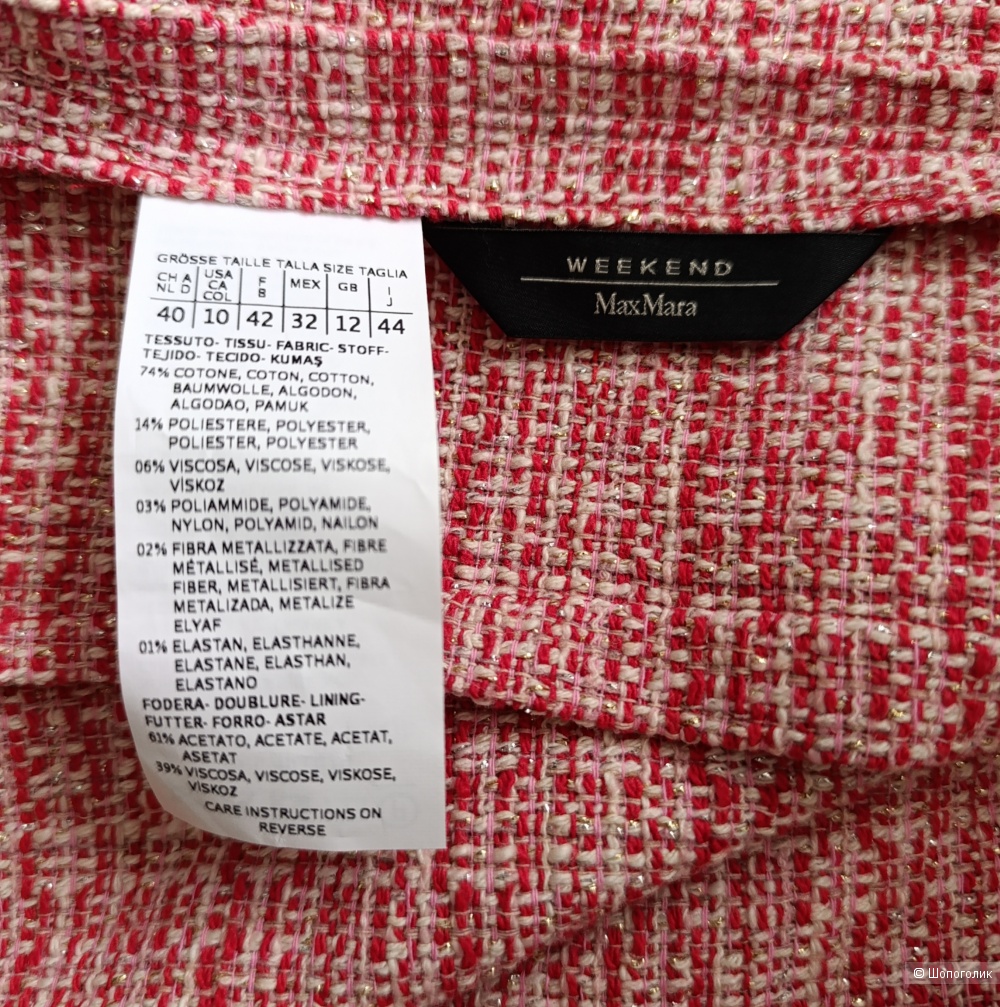 GRÖSSE TAILLE TALLA SIZE TAGLIA
CH A NL D USA CA COL F B MEX GB I J
40 10 42 32 12 44
TESSUTO- TISSU- FABRIC- STOFF-
TEJIDO- TECIDO- KUMAŞ
74% COTONE, COTON, COTTON,
BAUMWOLLE, ALGODON,
ALGODAO, PAMUK
14% POLIESTERE, POLYESTER,
POLIESTER, POLYESTER
06% VISCOSA, VISCOSE, VISKOSE,
VİSKOZ
03% POLIAMMIDE, POLYAMIDE,
NYLON, POLYAMID, NAILON
02% FIBRA METALLIZZATA, FIBRE
MÉTALLISÉ, METALLISED
FIBER, METALLISIERT, FIBRA
METALIZADA, METALIZE
ELYAF
01% ELASTAN, ELASTHANNE,
ELASTANE, ELASTHAN,
ELASTANO
FODERA- DOUBLURE- LINING-
FUTTER- FORRO- ASTAR
61% ACETATO, ACETATE, ACETAT,
ASETAT
39% VISCOSA, VISCOSE, VISKOSE,
VİSKOZ
CARE INSTRUCTIONS ON
REVERSE
WEEKEND
MaxMara
© Шопоголик